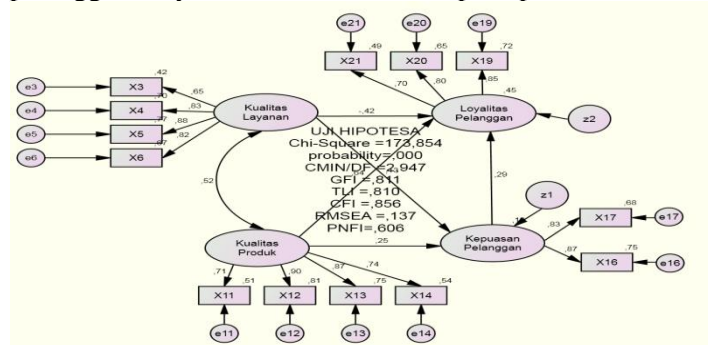 e21
e20
e19
,49
,65
,72
X21
X20
X19
,70
,80
,85
,45
e3
X3
,42
,65
e4
X4
,83
e5
X5
,77
,88
e6
X6
,82
Kualitas
Layanan
-,42
Loyalitas
Pelanggan
z2
UJI HIPOTESA
Chi-Square =173,854
probability=,000
CMIN/DF =2,947
GFI =,811
TLI =,810
CFI =,856
RMSEA =,137
PNFI=,606
,52
,29
z1
Kualitas
Produk
,25
Kepuasan
Pelanggan
,83
X17
,68
e17
,87
X16
,75
e16
,71
,90
,87
,74
X11
,51
X12
,81
X13
,75
X14
,54
e11
e12
e13
e14